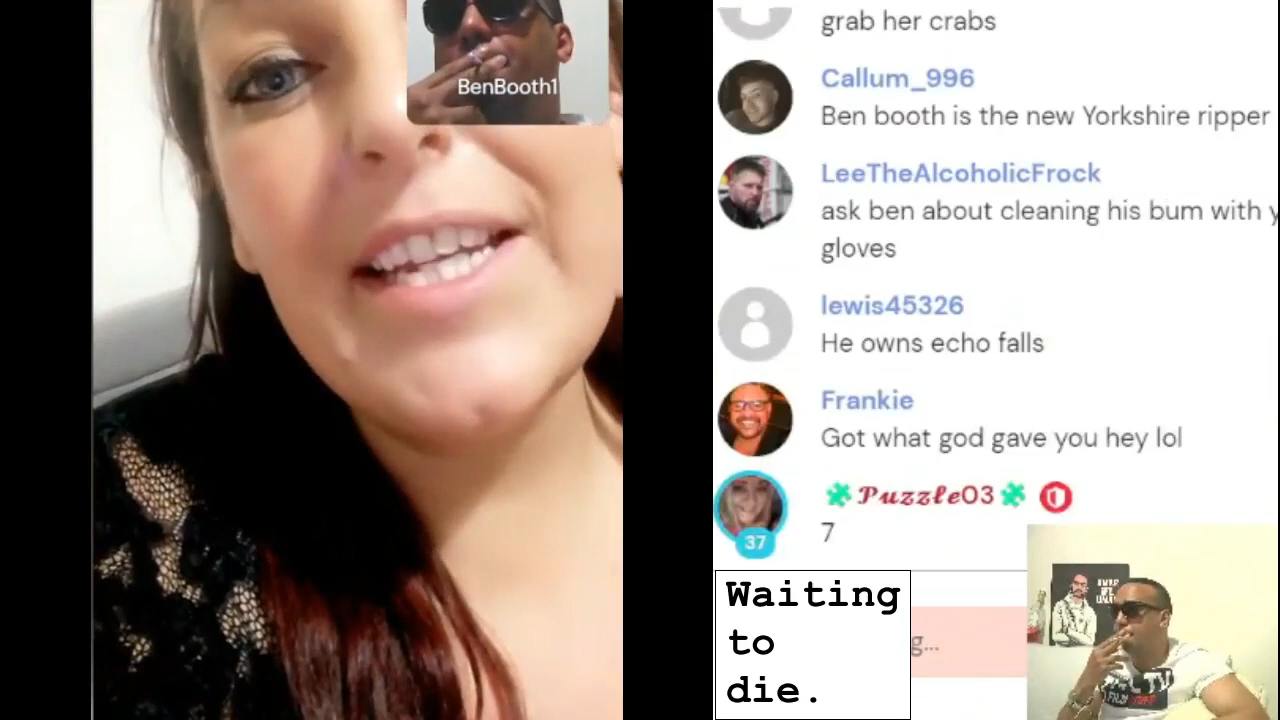 BenBooth1
grab her crabs
Callum_996
Ben booth is the new Yorkshire ripper
LeeTheAlcoholicFrock
ask ben about cleaning his bum with
gloves
lewis45326
He owns echo falls
Frankie
Got what god gave you hey lol
𝓟𝓾𝔃𝔃𝓵𝓮03
7
37
Waiting
to
die.
g...